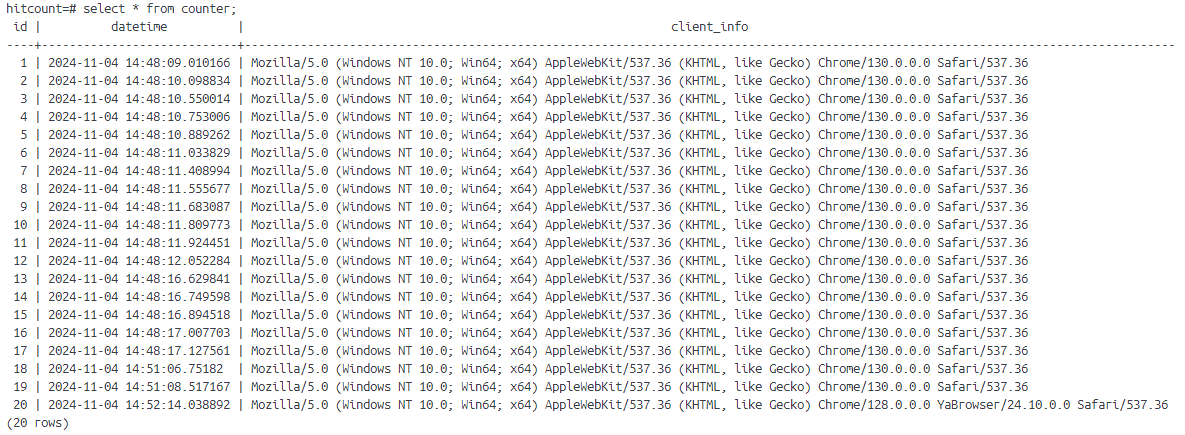 hitcount=# select * from counter;
 id |          datetime          |                                                           client_info
----+----------------------------+-------------------------------------------------------------------------------------------------------------------------------------
  1 | 2024-11-04 14:48:09.010166 | Mozilla/5.0 (Windows NT 10.0; Win64; x64) AppleWebKit/537.36 (KHTML, like Gecko) Chrome/130.0.0.0 Safari/537.36
  2 | 2024-11-04 14:48:10.098834 | Mozilla/5.0 (Windows NT 10.0; Win64; x64) AppleWebKit/537.36 (KHTML, like Gecko) Chrome/130.0.0.0 Safari/537.36
  3 | 2024-11-04 14:48:10.550014 | Mozilla/5.0 (Windows NT 10.0; Win64; x64) AppleWebKit/537.36 (KHTML, like Gecko) Chrome/130.0.0.0 Safari/537.36
  4 | 2024-11-04 14:48:10.753006 | Mozilla/5.0 (Windows NT 10.0; Win64; x64) AppleWebKit/537.36 (KHTML, like Gecko) Chrome/130.0.0.0 Safari/537.36
  5 | 2024-11-04 14:48:10.889262 | Mozilla/5.0 (Windows NT 10.0; Win64; x64) AppleWebKit/537.36 (KHTML, like Gecko) Chrome/130.0.0.0 Safari/537.36
  6 | 2024-11-04 14:48:11.033829 | Mozilla/5.0 (Windows NT 10.0; Win64; x64) AppleWebKit/537.36 (KHTML, like Gecko) Chrome/130.0.0.0 Safari/537.36
  7 | 2024-11-04 14:48:11.408994 | Mozilla/5.0 (Windows NT 10.0; Win64; x64) AppleWebKit/537.36 (KHTML, like Gecko) Chrome/130.0.0.0 Safari/537.36
  8 | 2024-11-04 14:48:11.555677 | Mozilla/5.0 (Windows NT 10.0; Win64; x64) AppleWebKit/537.36 (KHTML, like Gecko) Chrome/130.0.0.0 Safari/537.36
  9 | 2024-11-04 14:48:11.683087 | Mozilla/5.0 (Windows NT 10.0; Win64; x64) AppleWebKit/537.36 (KHTML, like Gecko) Chrome/130.0.0.0 Safari/537.36
 10 | 2024-11-04 14:48:11.809773 | Mozilla/5.0 (Windows NT 10.0; Win64; x64) AppleWebKit/537.36 (KHTML, like Gecko) Chrome/130.0.0.0 Safari/537.36
 11 | 2024-11-04 14:48:11.924451 | Mozilla/5.0 (Windows NT 10.0; Win64; x64) AppleWebKit/537.36 (KHTML, like Gecko) Chrome/130.0.0.0 Safari/537.36
 12 | 2024-11-04 14:48:12.052284 | Mozilla/5.0 (Windows NT 10.0; Win64; x64) AppleWebKit/537.36 (KHTML, like Gecko) Chrome/130.0.0.0 Safari/537.36
 13 | 2024-11-04 14:48:16.629841 | Mozilla/5.0 (Windows NT 10.0; Win64; x64) AppleWebKit/537.36 (KHTML, like Gecko) Chrome/130.0.0.0 Safari/537.36
 14 | 2024-11-04 14:48:16.749598 | Mozilla/5.0 (Windows NT 10.0; Win64; x64) AppleWebKit/537.36 (KHTML, like Gecko) Chrome/130.0.0.0 Safari/537.36
 15 | 2024-11-04 14:48:16.894518 | Mozilla/5.0 (Windows NT 10.0; Win64; x64) AppleWebKit/537.36 (KHTML, like Gecko) Chrome/130.0.0.0 Safari/537.36
 16 | 2024-11-04 14:48:17.007703 | Mozilla/5.0 (Windows NT 10.0; Win64; x64) AppleWebKit/537.36 (KHTML, like Gecko) Chrome/130.0.0.0 Safari/537.36
 17 | 2024-11-04 14:48:17.127561 | Mozilla/5.0 (Windows NT 10.0; Win64; x64) AppleWebKit/537.36 (KHTML, like Gecko) Chrome/130.0.0.0 Safari/537.36
 18 | 2024-11-04 14:51:06.75182  | Mozilla/5.0 (Windows NT 10.0; Win64; x64) AppleWebKit/537.36 (KHTML, like Gecko) Chrome/130.0.0.0 Safari/537.36
 19 | 2024-11-04 14:51:08.517167 | Mozilla/5.0 (Windows NT 10.0; Win64; x64) AppleWebKit/537.36 (KHTML, like Gecko) Chrome/130.0.0.0 Safari/537.36
 20 | 2024-11-04 14:52:14.038892 | Mozilla/5.0 (Windows NT 10.0; Win64; x64) AppleWebKit/537.36 (KHTML, like Gecko) Chrome/128.0.0.0 YaBrowser/24.10.0.0 Safari/537.36
(20 rows)